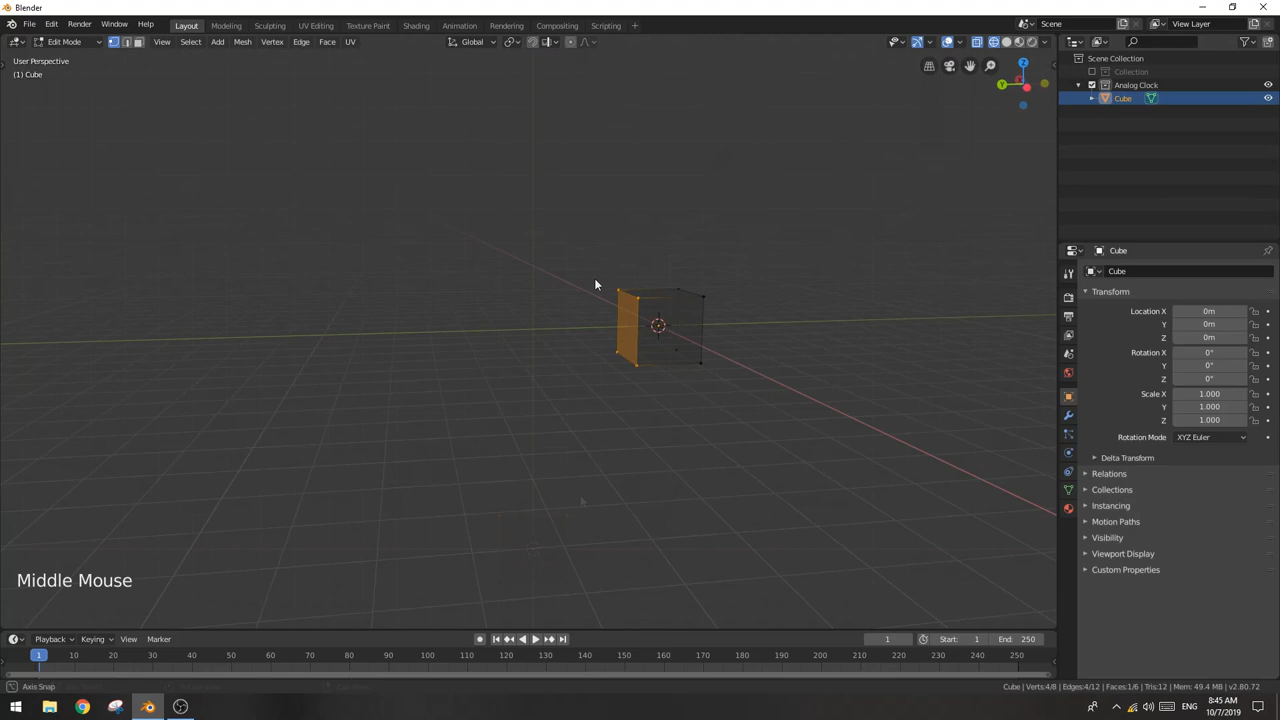 Blender
File Edit Render Window Help Layout Modeling Sculpting UV Editing Texture Paint Shading Animation Rendering Compositing Scripting + Scene View Layer
Edit Mode View Select Add Mesh Vertex Edge Face UV Global
User Perspective
(1) Cube
Z
Y
Scene Collection
Collection
Analog Clock
Cube
Cube
Cube
Transform
Location X 0m
Y 0m
Z 0m
Rotation X 0°
Y 0°
Z 0°
Scale X 1.000
Y 1.000
Z 1.000
Rotation Mode XYZ Euler
Delta Transform
Relations
Collections
Instancing
Motion Paths
Visibility
Viewport Display
Custom Properties
Middle Mouse
Playback Keying View Marker 1 Start: 1 End: 250
1 10 20 30 40 50 60 70 80 90 100 110 120 130 140 150 160 170 180 190 200 210 220 230 240 250
Axis Snap Cube | Verts:4/8 | Edges:4/12 | Faces:1/6 | Tris:12 | Mem: 49.4 MB | v2.80.72
ENG 8:45 AM
10/7/2019